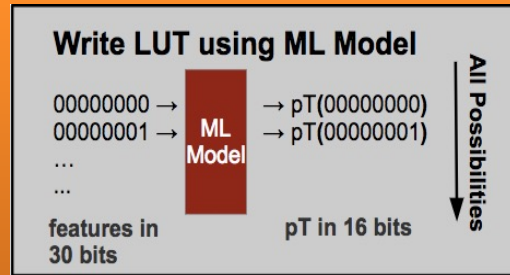 Write LUT using ML Model
00000000 → ML Model → pT(00000000)
00000001 → → pT(00000001)
...
...
features in 30 bits
pT in 16 bits
All Possibilities